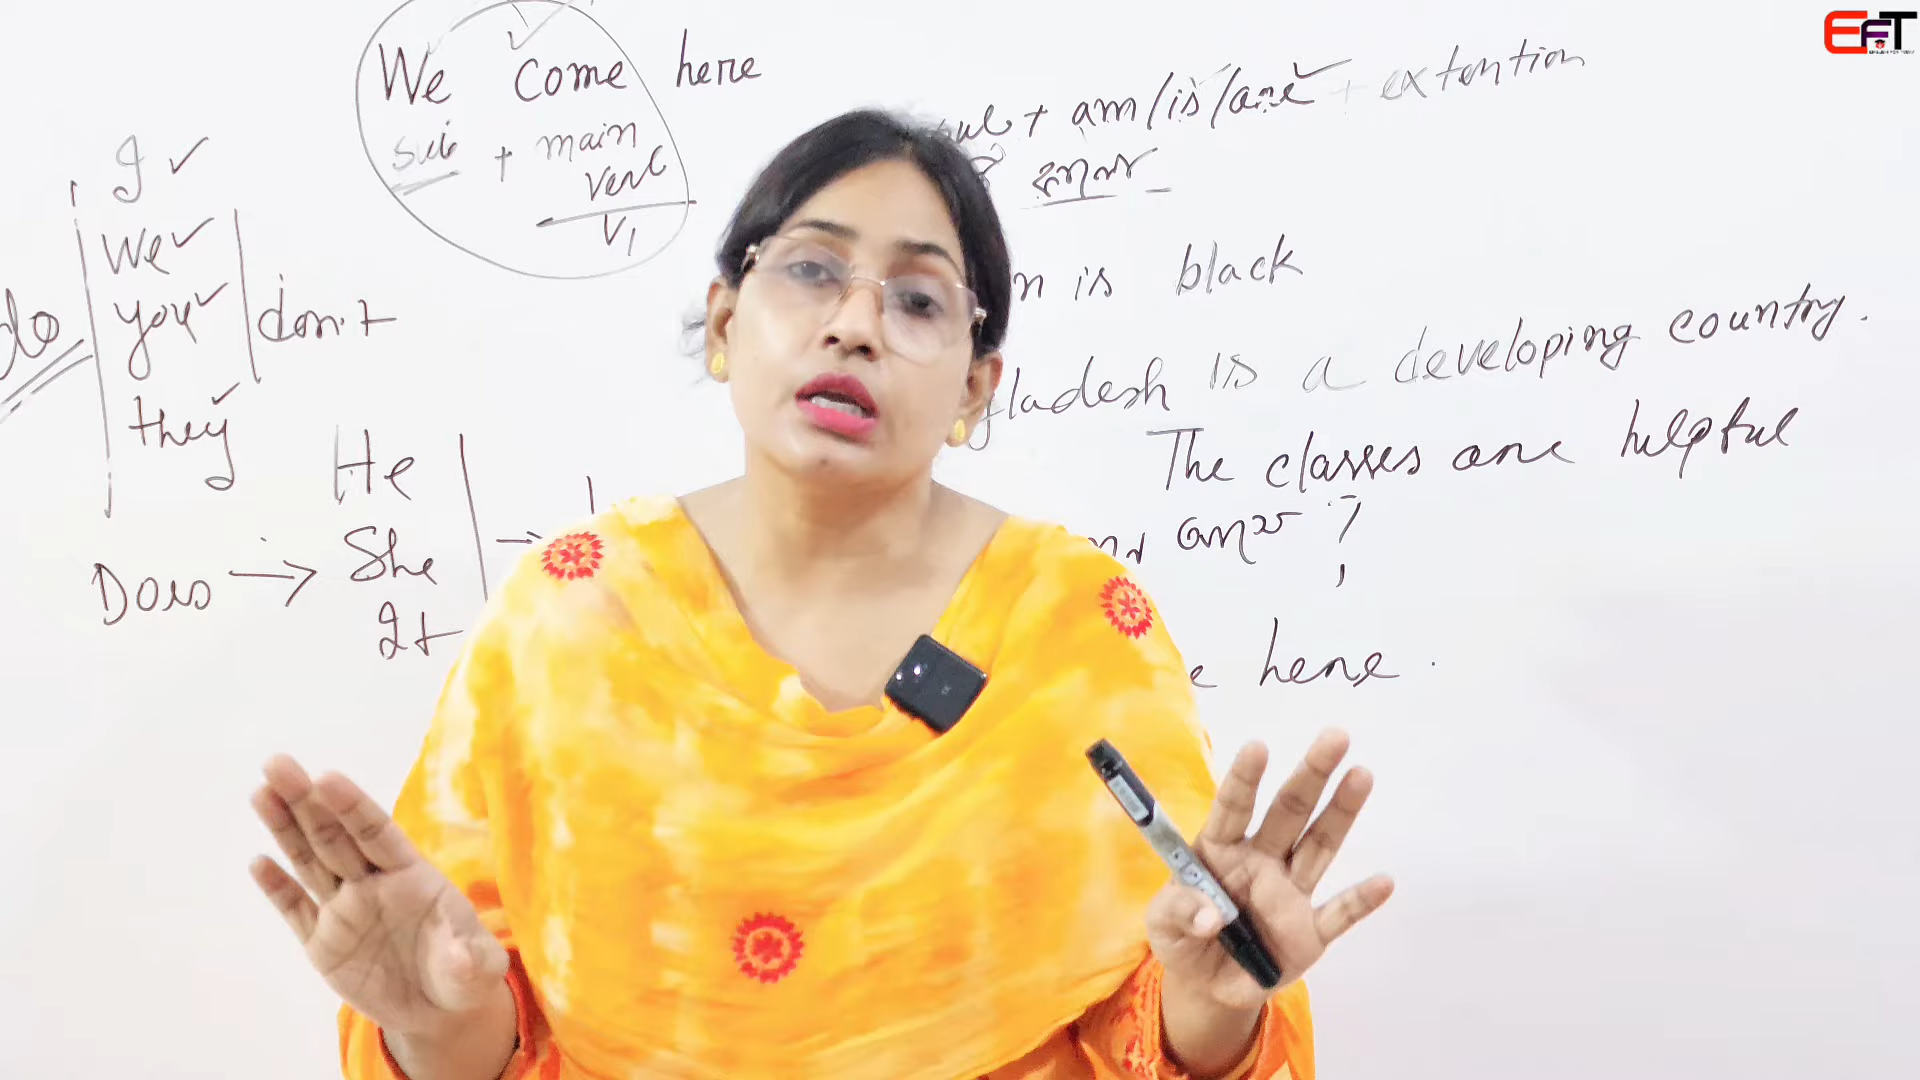 We come here
sub + main
verb
V1
I
We
you
they
do
don't
He
She
It
Does →
+ am/is/are + extention
n is black
gladesh is a developing country.
The classes are helpful
?
e here.
EFT